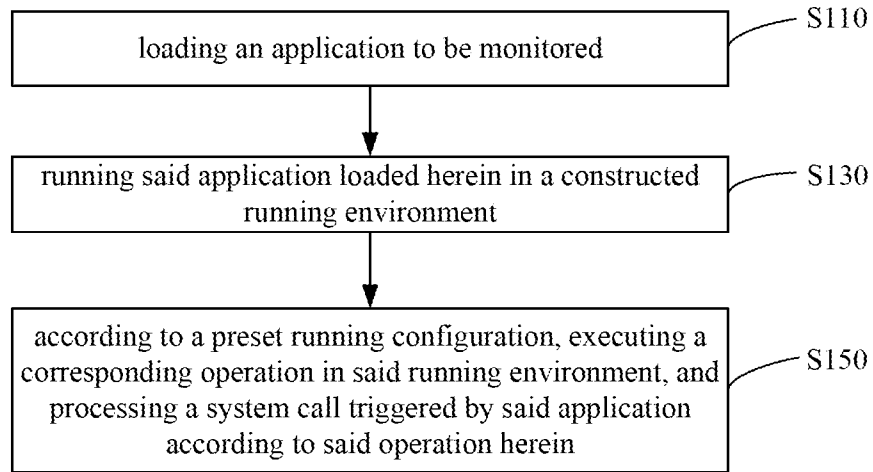 loading an application to be monitored
S110
running said application loaded herein in a constructed
running environment
S130
according to a preset running configuration, executing a
corresponding operation in said running environment, and
processing a system call triggered by said application
according to said operation herein
S150